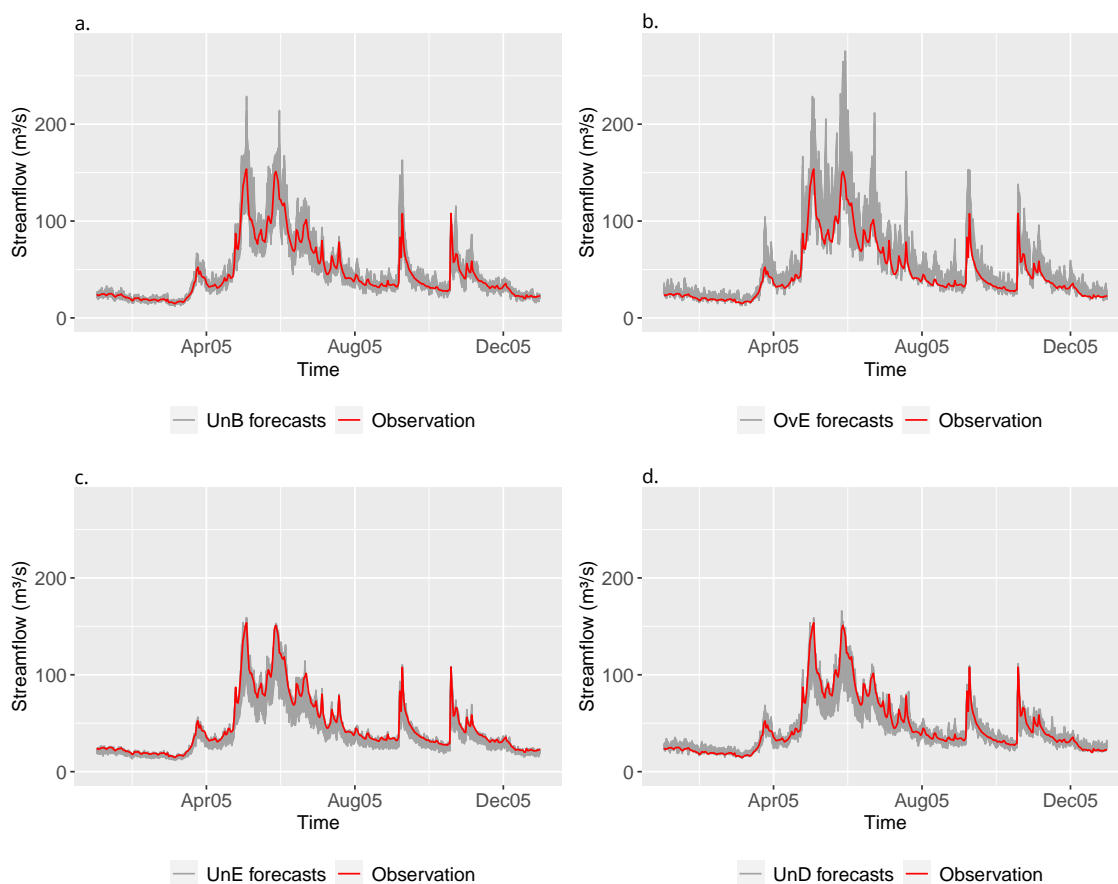 a.
Streamflow (m³/s)
200
100
0
Apr05 Aug05 Dec05
Time
UnB forecasts Observation
b.
Streamflow (m³/s)
200
100
0
Apr05 Aug05 Dec05
Time
OvE forecasts Observation
c.
Streamflow (m³/s)
200
100
0
Apr05 Aug05 Dec05
Time
UnE forecasts Observation
d.
Streamflow (m³/s)
200
100
0
Apr05 Aug05 Dec05
Time
UnD forecasts Observation